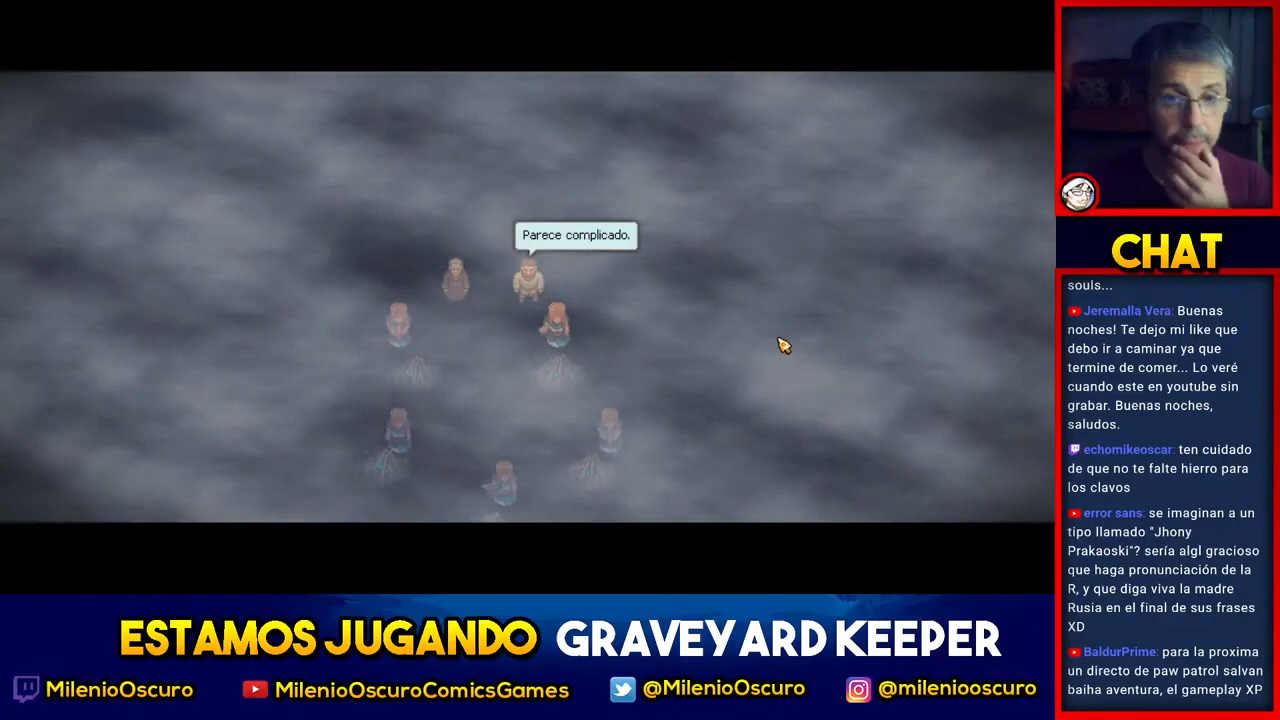 Parece complicado.
CHAT
souls...
Jeremalla Vera: Buenas
noches! Te dejo mi like que
debo ir a caminar ya que
termine de comer... Lo veré
cuando este en youtube sin
grabar. Buenas noches,
saludos.
echomikeoscar: ten cuidado
de que no te falte hierro para
los clavos
error sans: se imaginan a un
tipo llamado "Jhony
Prakaoski"? sería algl gracioso
que haga pronunciación de la
R, y que diga viva la madre
Rusia en el final de sus frases
XD
BaldurPrime: para la proxima
un directo de paw patrol salvan
baiha aventura, el gameplay XP
ESTAMOS JUGANDO GRAVEYARD KEEPER
MilenioOscuro MilenioOscuroComicsGames @MilenioOscuro @mileniooscuro